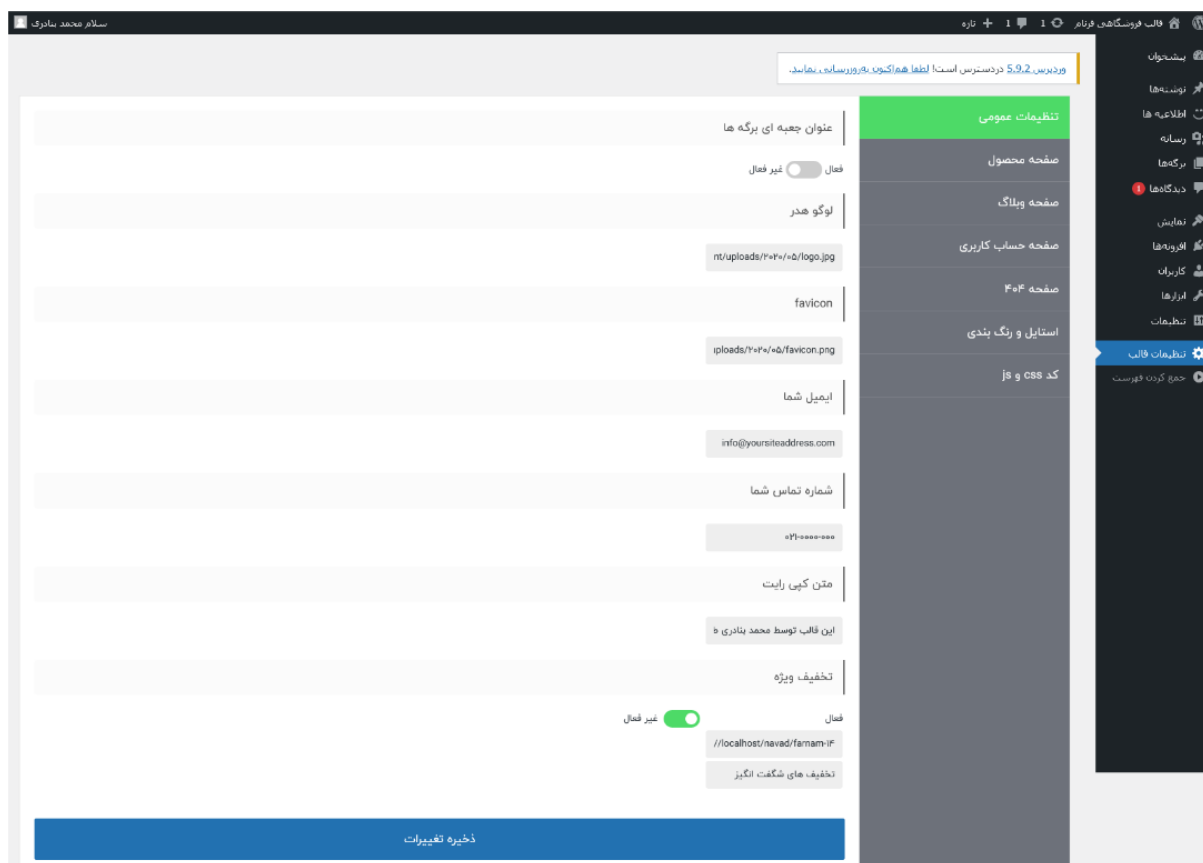 قالب فروشگاهی فرنام 1 1 تازه
سلام محمد بنادری
پیشخوان
نوشته‌ها
اطلاعیه ها
رسانه
برگه‌ها
دیدگاه‌ها 1
نمایش
افزونه‌ها
کاربران
ابزارها
تنظیمات
تنظیمات قالب
جمع کردن فهرست
وردپرس 5.9.2 در‌دسترس است! لطفا هم‌اکنون به‌روزرسانی نمایید.
تنظیمات عمومی
صفحه محصول
صفحه وبلاگ
صفحه حساب کاربری
صفحه ۴۰۴
استایل و رنگ بندی
کد css و js
عنوان جعبه ای برگه ها
فعال غیر فعال
لوگو هدر
nt/uploads/۲۰۲۰/۰۵/logo.jpg
favicon
uploads/۲۰۲۰/۰۵/favicon.png
ایمیل شما
info@yoursiteaddress.com
شماره تماس شما
۰۲۱-۰۰۰۰-۰۰۰
متن کپی رایت
این قالب توسط محمد بنادری ط
تخفیف ویژه
فعال غیر فعال
//localhost/navad/farnam-۱۴
تخفیف های شگفت انگیز
ذخیره تغییرات